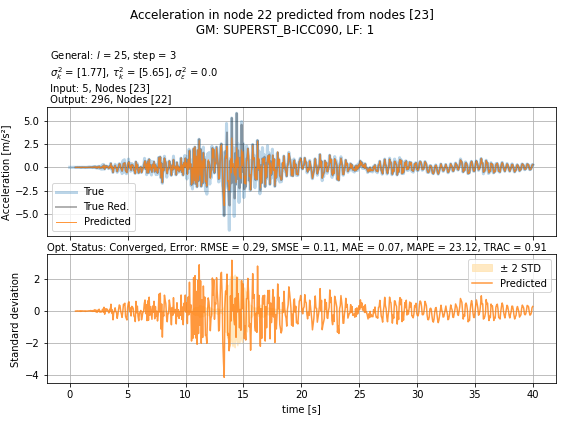 Acceleration in node 22 predicted from nodes [23]
GM: SUPERST_B-ICC090, LF: 1
General: l = 25, step = 3
σ²ₖ = [1.77], τ²ₖ = [5.65], σ²ε = 0.0
Input: 5, Nodes [23]
Output: 296, Nodes [22]
Acceleration [m/s²]
5.0
2.5
0.0
−2.5
−5.0
True
True Red.
Predicted
Opt. Status: Converged, Error: RMSE = 0.29, SMSE = 0.11, MAE = 0.07, MAPE = 23.12, TRAC = 0.91
Standard deviation
2
0
−2
−4
± 2 STD
Predicted
0 5 10 15 20 25 30 35 40
time [s]